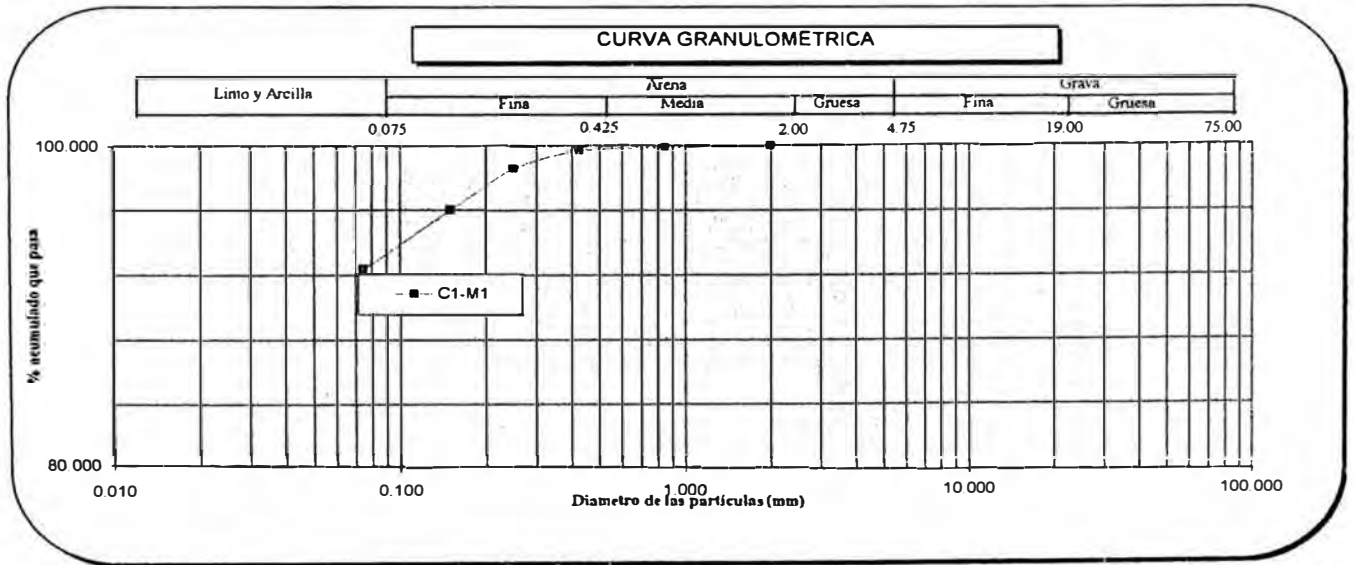 CURVA GRANULOMETRICA
Limo y Arcilla
Arena
Grava
Fina
Media
Gruesa
Fina
Gruesa
0,075
0.425
2.00
4.75
19.00
75.00
100.000
% acumulado que pasa
C1-M1
80.000
0.010
0.100
1.000
10.000
100.000
Diametro de las partículas (mm)